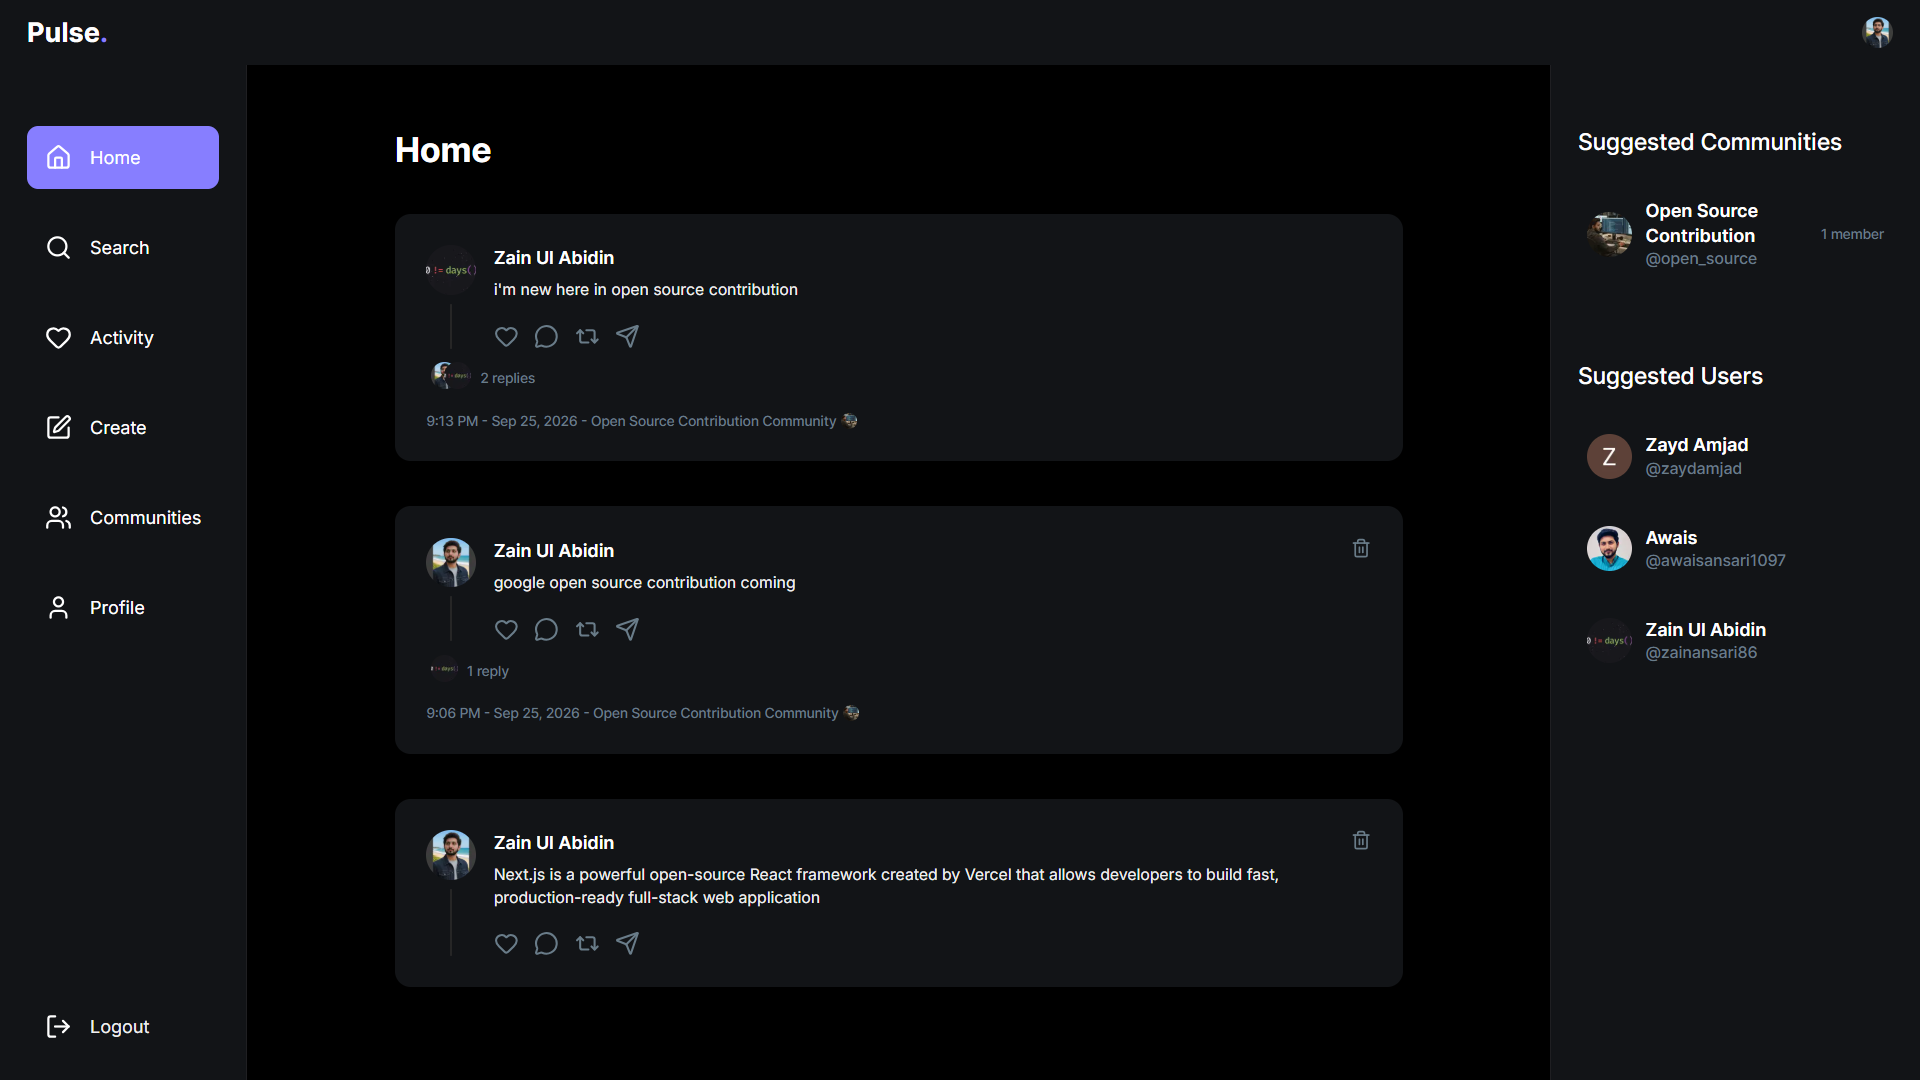 Pulse.
Home
Search
Activity
Create
Communities
Profile
Logout
Home
0 != days()
Zain Ul Abidin
i'm new here in open source contribution
2 replies
9:13 PM - Sep 25, 2026 - Open Source Contribution Community
Zain Ul Abidin
google open source contribution coming
1 reply
9:06 PM - Sep 25, 2026 - Open Source Contribution Community
Zain Ul Abidin
Next.js is a powerful open-source React framework created by Vercel that allows developers to build fast,
production-ready full-stack web application
Suggested Communities
Open Source
Contribution
@open_source
1 member
Suggested Users
Z
Zayd Amjad
@zaydamjad
Awais
@awaisansari1097
0 != days()
Zain Ul Abidin
@zainansari86